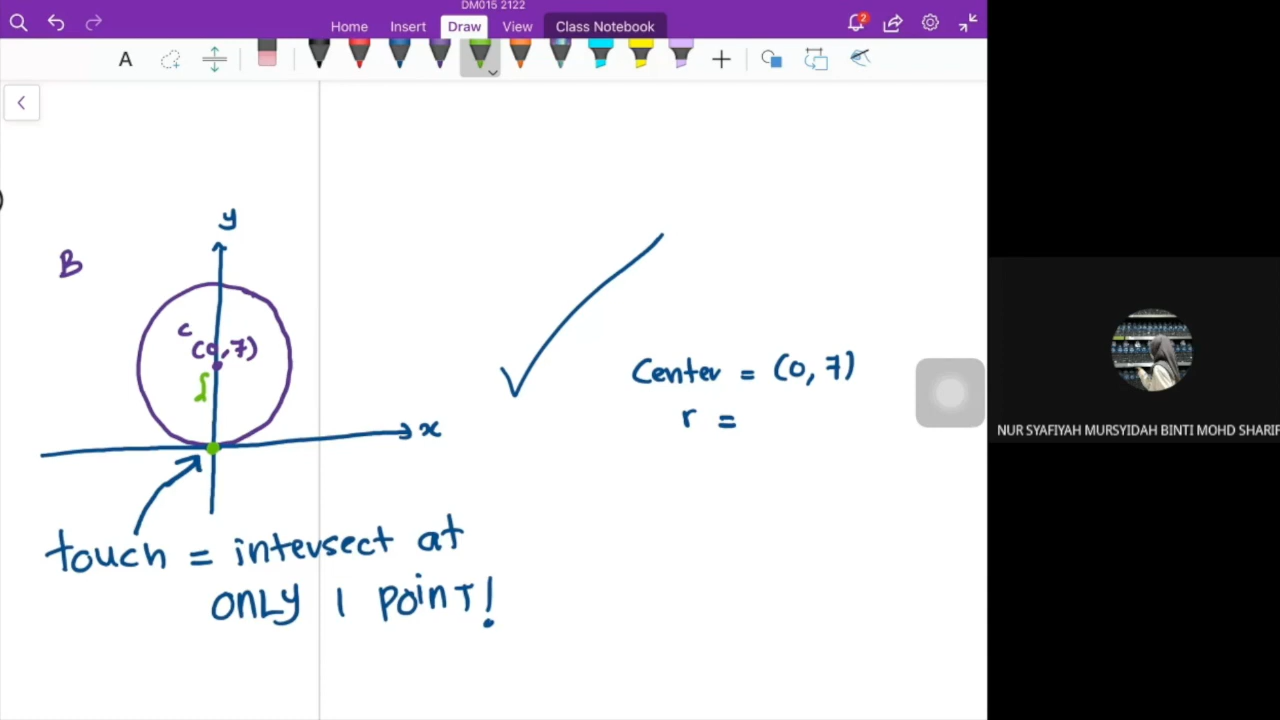 DM015 2122
Home Insert Draw View Class Notebook
2
A
y
B
c
(0,7)
x
Center = (0, 7)
r =
NUR SYAFIYAH MURSYIDAH BINTI MOHD SHARIF
touch = intersect at
ONLY 1 POINT!